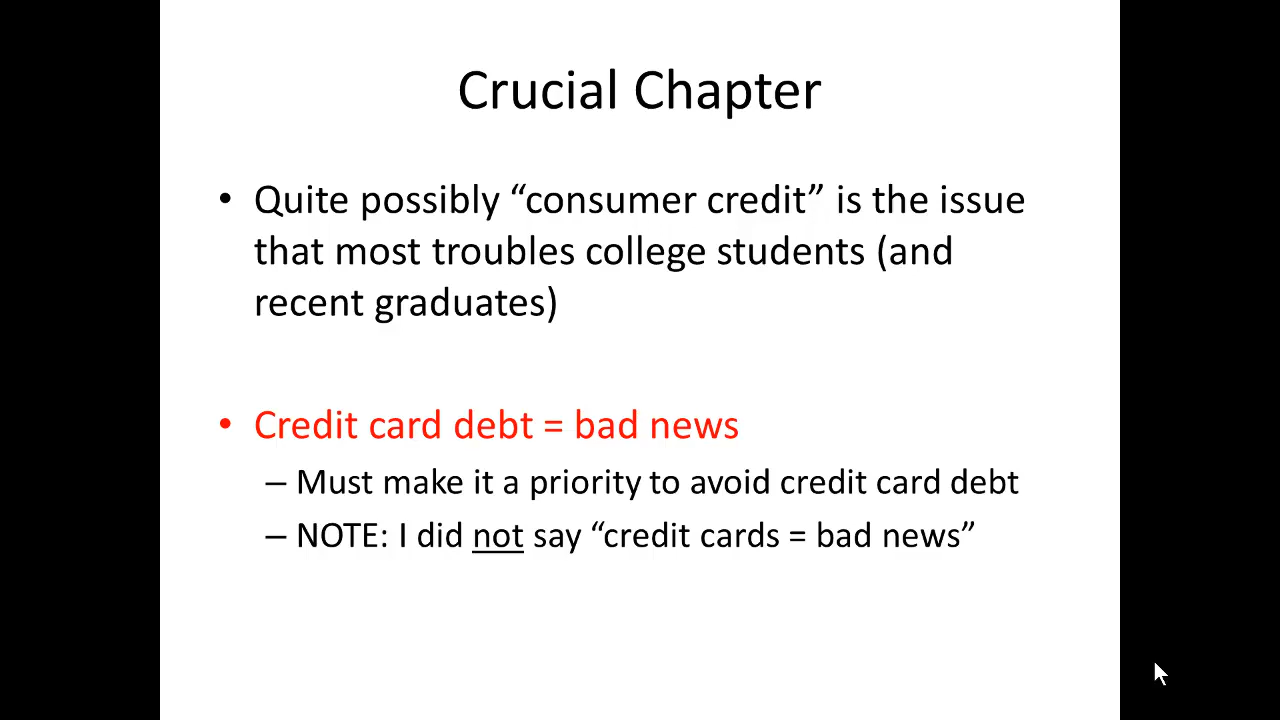 Crucial Chapter
• Quite possibly “consumer credit” is the issue
that most troubles college students (and
recent graduates)
• Credit card debt = bad news
– Must make it a priority to avoid credit card debt
– NOTE: I did not say “credit cards = bad news”